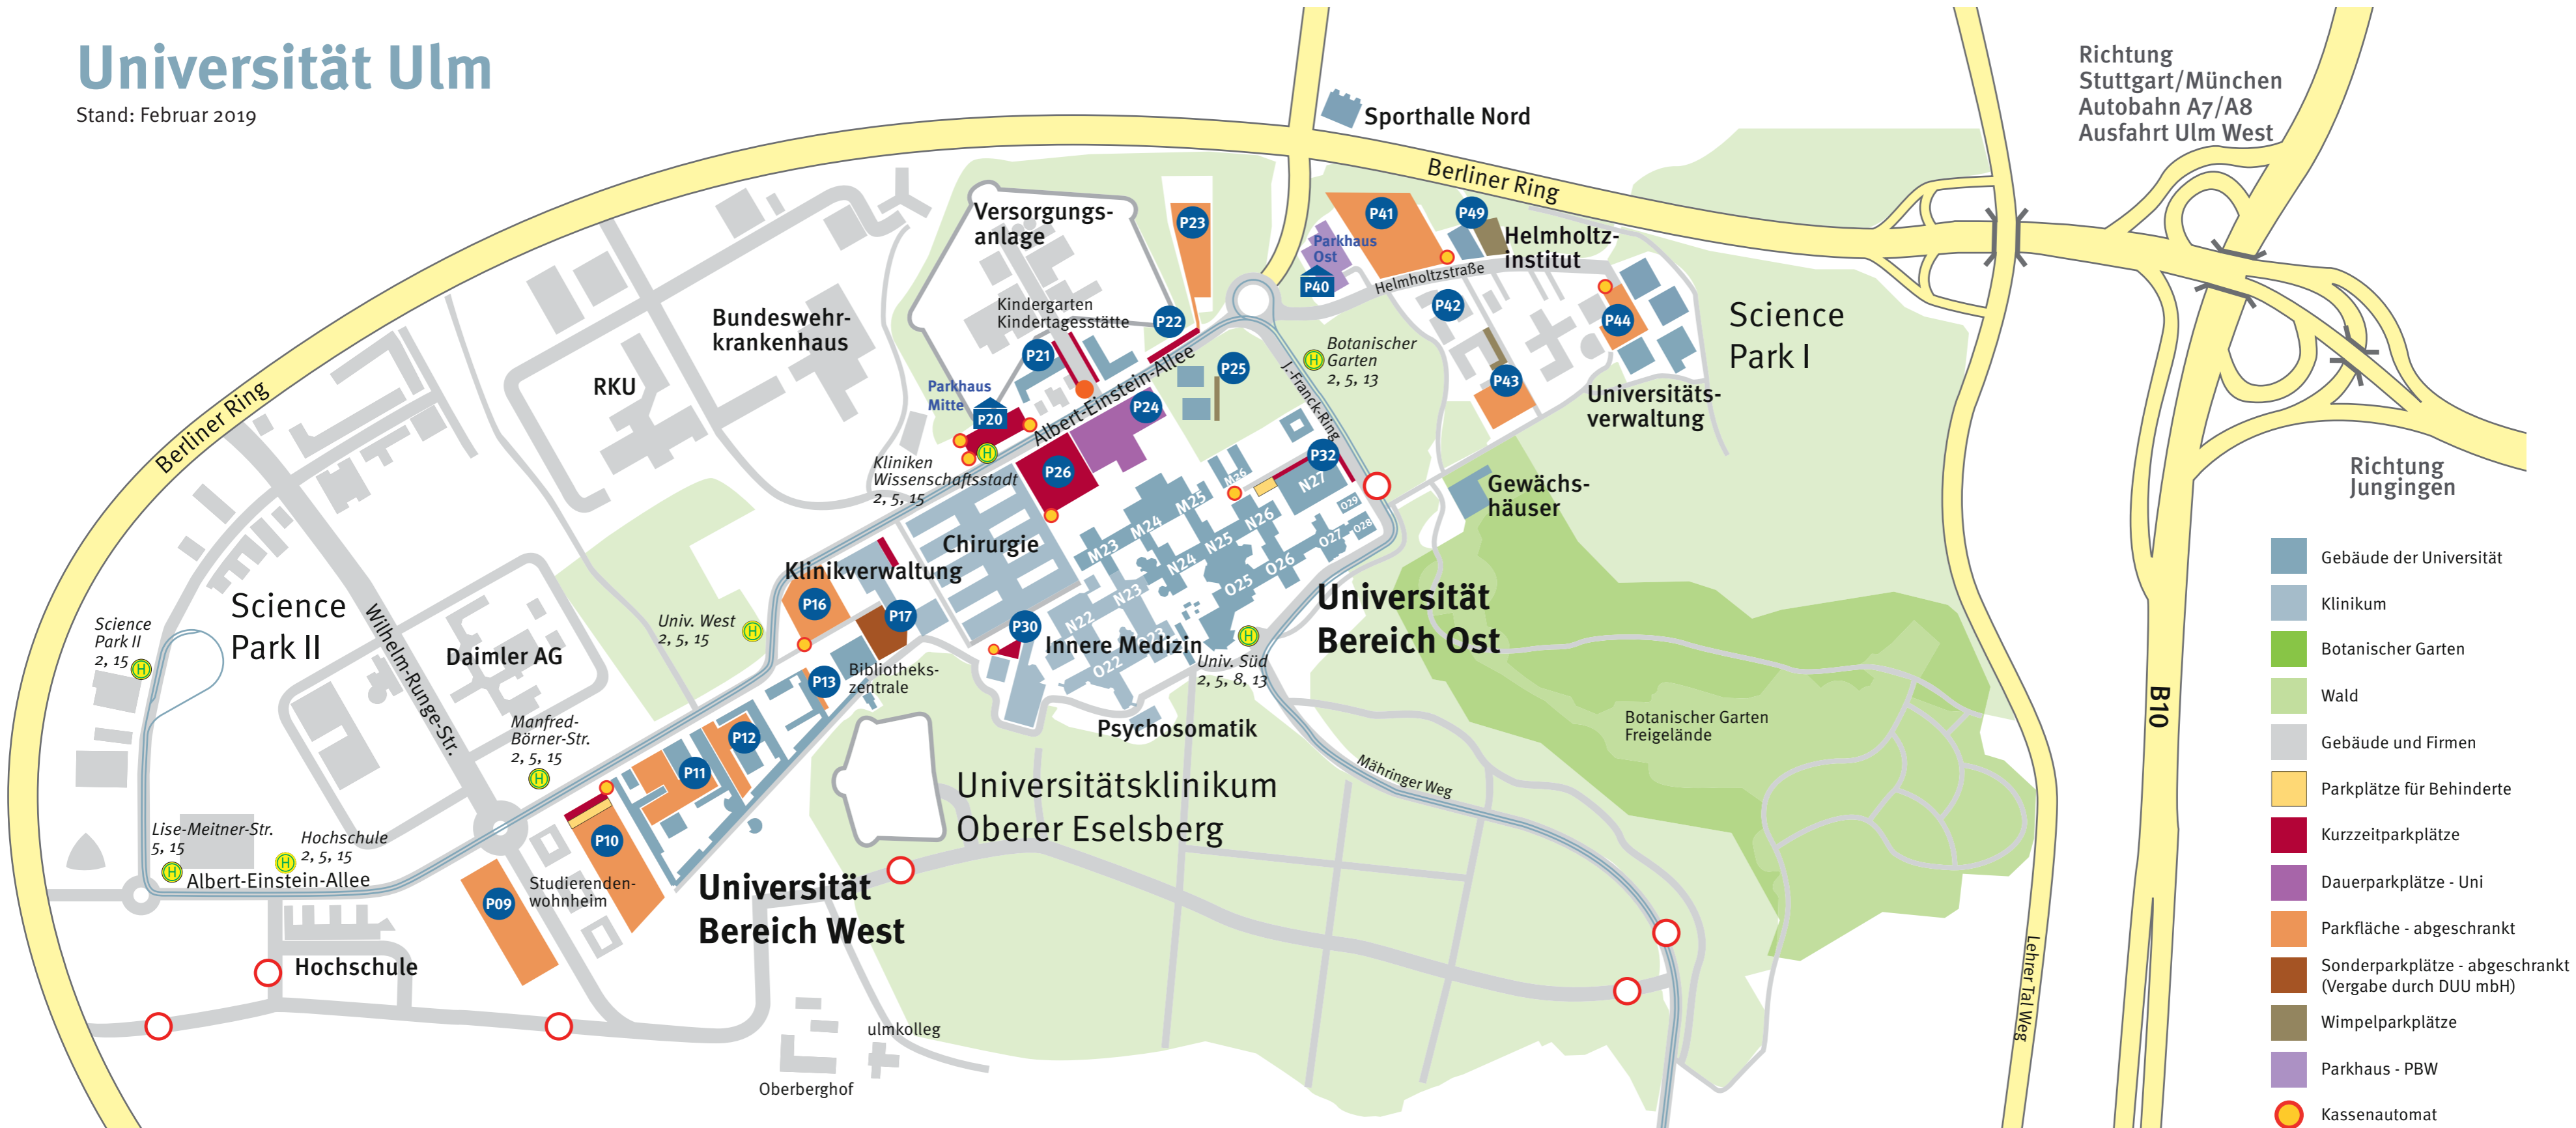 Universität Ulm
Stand: Februar 2019
Richtung
Stuttgart/München
Autobahn A7/A8
Ausfahrt Ulm West
Sporthalle Nord
Berliner Ring
Versorgungs-
anlage
P23
P41
P49
Parkhaus
Ost
P40
Helmholtz-
institut
Helmholtzstraße
P42
P44
P43
Science
Park I
Universitäts-
verwaltung
Kindergarten
Kindertagesstätte
P22
P21
Bundeswehr-
krankenhaus
RKU
Parkhaus
Mitte
P20
Albert-Einstein-Allee
P24
P25
Botanischer
Garten
2, 5, 13
J.-Franck-Ring
H
Kliniken
Wissenschaftsstadt
2, 5, 15
H
P26
P32
M26
N27
M25
M24
M23
N26
N25
N24
N23
N22
O29
O28
O27
O26
O25
O22
Gewächs-
häuser
Richtung
Jungingen
Berliner Ring
Chirurgie
Klinikverwaltung
P16
P17
P30
Innere Medizin
Universität
Bereich Ost
Univ. Süd
2, 5, 8, 13
H
Univ. West
2, 5, 15
H
Science
Park II
Science
Park II
2, 15
H
Wilhelm-Runge-Str.
Daimler AG
P13
Bibliotheks-
zentrale
Psychosomatik
Botanischer Garten
Freigelände
B10
Manfred-
Börner-Str.
2, 5, 15
H
P12
P11
P10
P09
Universitätsklinikum
Oberer Eselsberg
Mähringer Weg
Lise-Meitner-Str.
5, 15
H
Hochschule
2, 5, 15
H
Albert-Einstein-Allee
Studierenden-
wohnheim
Universität
Bereich West
Hochschule
Lehrer Tal Weg
ulmkolleg
Oberberghof
Gebäude der Universität
Klinikum
Botanischer Garten
Wald
Gebäude und Firmen
Parkplätze für Behinderte
Kurzzeitparkplätze
Dauerparkplätze - Uni
Parkfläche - abgeschrankt
Sonderparkplätze - abgeschrankt
(Vergabe durch DUU mbH)
Wimpelparkplätze
Parkhaus - PBW
Kassenautomat